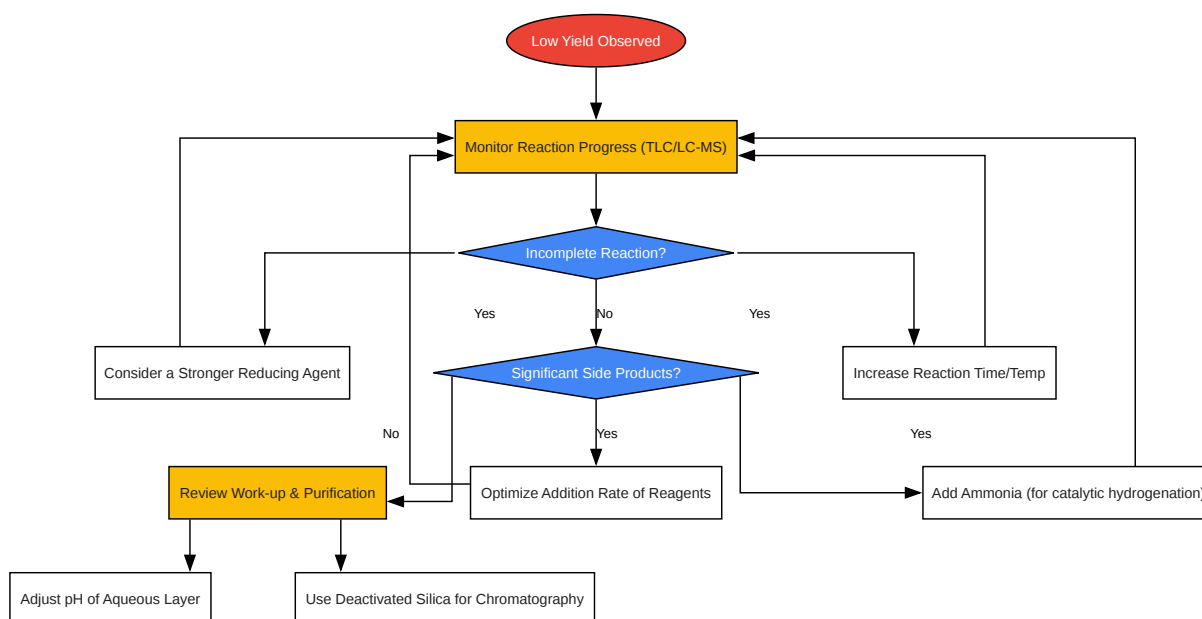 Low Yield Observed
Monitor Reaction Progress (TLC/LC-MS)
Incomplete Reaction?
Yes
No
Yes
Consider a Stronger Reducing Agent
Significant Side Products?
Increase Reaction Time/Temp
No
Yes
Yes
Review Work-up & Purification
Optimize Addition Rate of Reagents
Add Ammonia (for catalytic hydrogenation)
Adjust pH of Aqueous Layer
Use Deactivated Silica for Chromatography